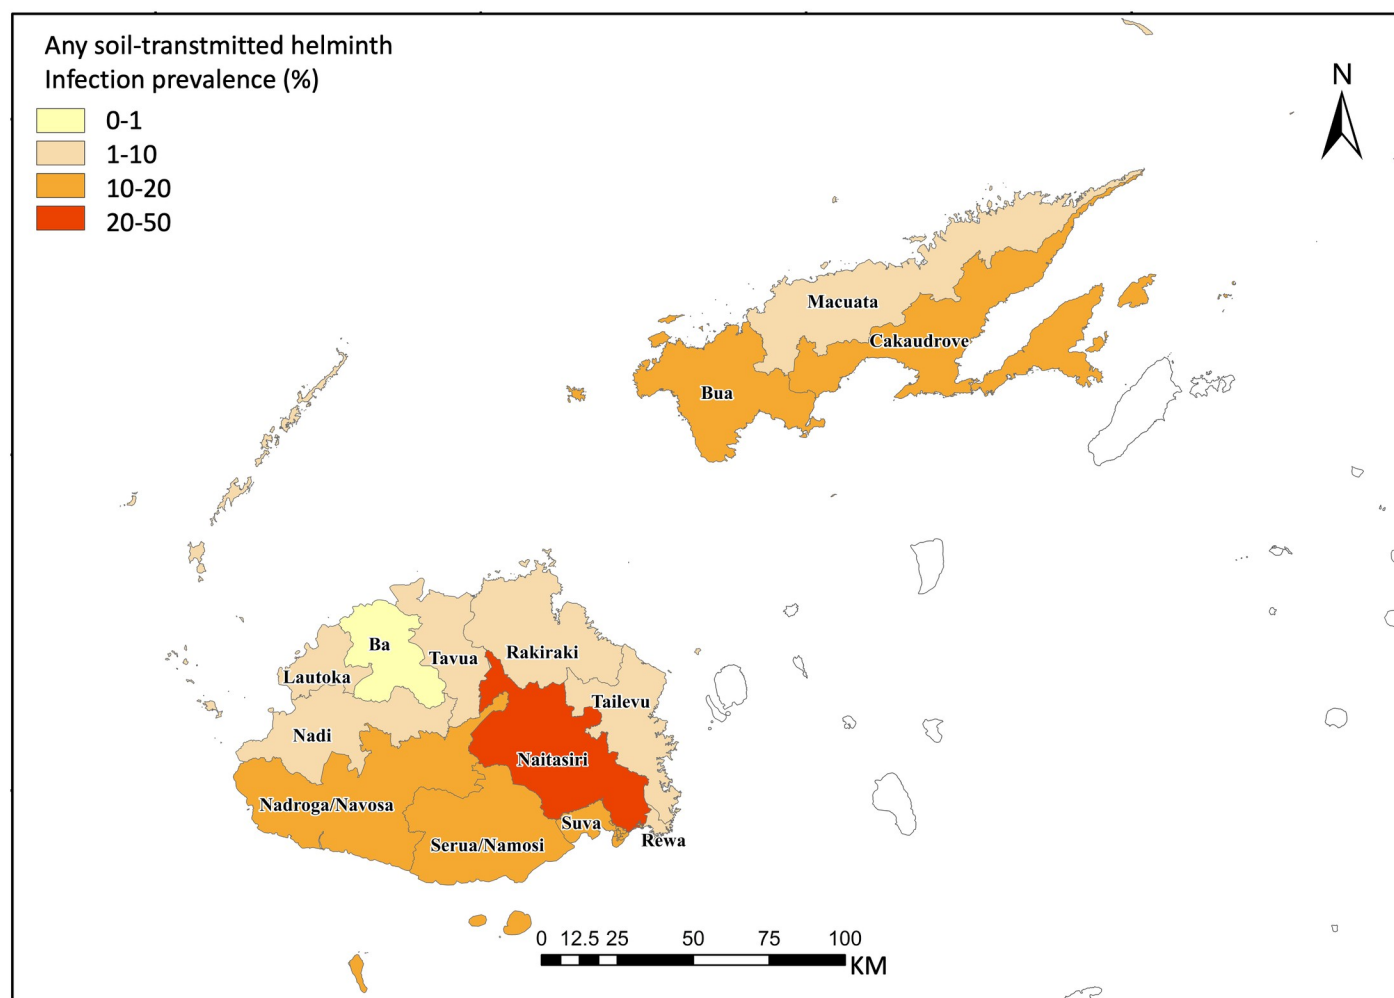 Any soil-transtmitted helminth
Infection prevalence (%)
0-1
1-10
10-20
20-50
N
Macuata
Cakaudrove
Bua
Ba
Tavua
Rakiraki
Lautoka
Tailevu
Nadi
Naitasiri
Nadroga/Navosa
Suva
Serua/Namosi
Rewa
0 12.5 25 50 75 100
KM